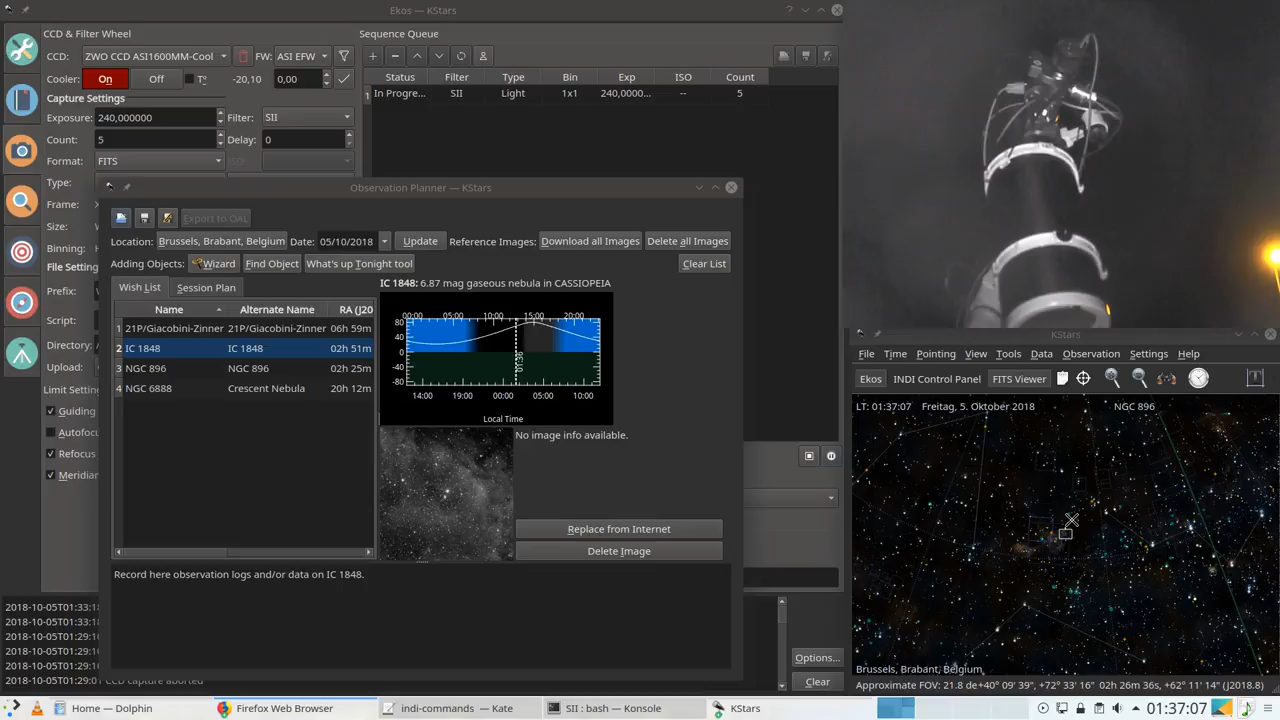 Ekos — KStars
CCD & Filter Wheel
Sequence Queue
CCD: ZWO CCD ASI1600MM-Cool FW: ASI EFW
Cooler: On Off T° -20,10 0,00
Status Filter Type Bin Exp ISO Count
1 In Progre... SII Light 1x1 240,0000... -- 5
Capture Settings
Exposure: 240,000000 Filter: SII
Count: 5 Delay: 0
Format: FITS ISO
Type:
Frame:
Size:
Binning:
File Setting
Prefix:
Script:
Directory:
Upload:
Limit Setting
Guiding
Autofoc
Refocus
Meridian
Observation Planner — KStars
Export to OAL
Location: Brussels, Brabant, Belgium Date: 05/10/2018 Update Reference Images: Download all Images Delete all Images
Adding Objects: Wizard Find Object What's up Tonight tool Clear List
Wish List Session Plan
IC 1848: 6.87 mag gaseous nebula in CASSIOPEIA
Name Alternate Name RA (J20
1 21P/Giacobini-Zinner 21P/Giacobini-Zinner 06h 59m
2 IC 1848 IC 1848 02h 51m
3 NGC 896 NGC 896 02h 25m
4 NGC 6888 Crescent Nebula 20h 12m
00:00 05:00 15:00 20:00
80
40
0
-40
-80
01:36
14:00 19:00 00:00 05:00 10:00
Local Time
No image info available.
Replace from Internet
Delete Image
Record here observation logs and/or data on IC 1848.
2018-10-05T01:33:18
2018-10-05T01:33:18
2018-10-05T01:29:10
2018-10-05T01:29:10
2018-10-05T01:29:01 CCD capture aborted
Options...
Clear
KStars
File Time Pointing View Tools Data Observation Settings Help
Ekos INDI Control Panel FITS Viewer
LT: 01:37:07 Freitag, 5. Oktober 2018 NGC 896
Brussels, Brabant, Belgium
Approximate FOV: 21.8 de+40° 09' 39", +72° 33' 16" 02h 26m 36s, +62° 11' 14" (J2018.8)
Home — Dolphin Firefox Web Browser indi-commands — Kate SII : bash — Konsole KStars 01:37:07